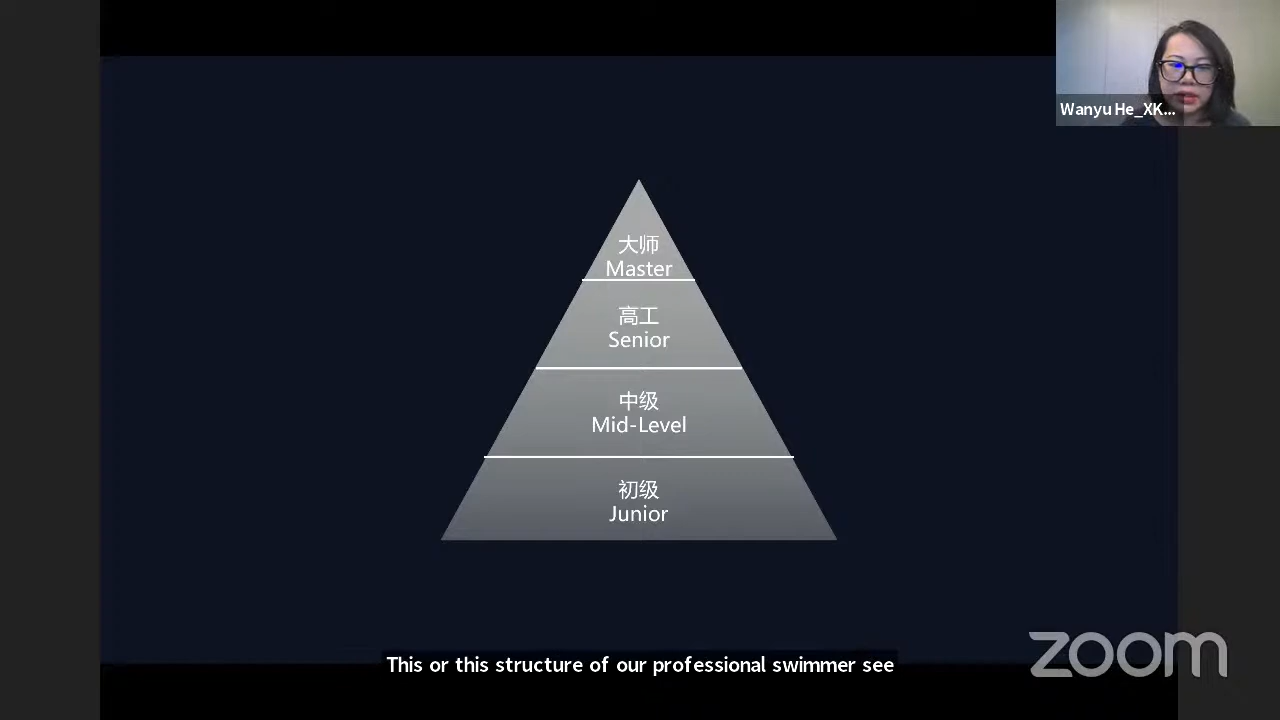 Wanyu He_XK...
大师
Master
高工
Senior
中级
Mid-Level
初级
Junior
This or this structure of our professional swimmer see
zoom